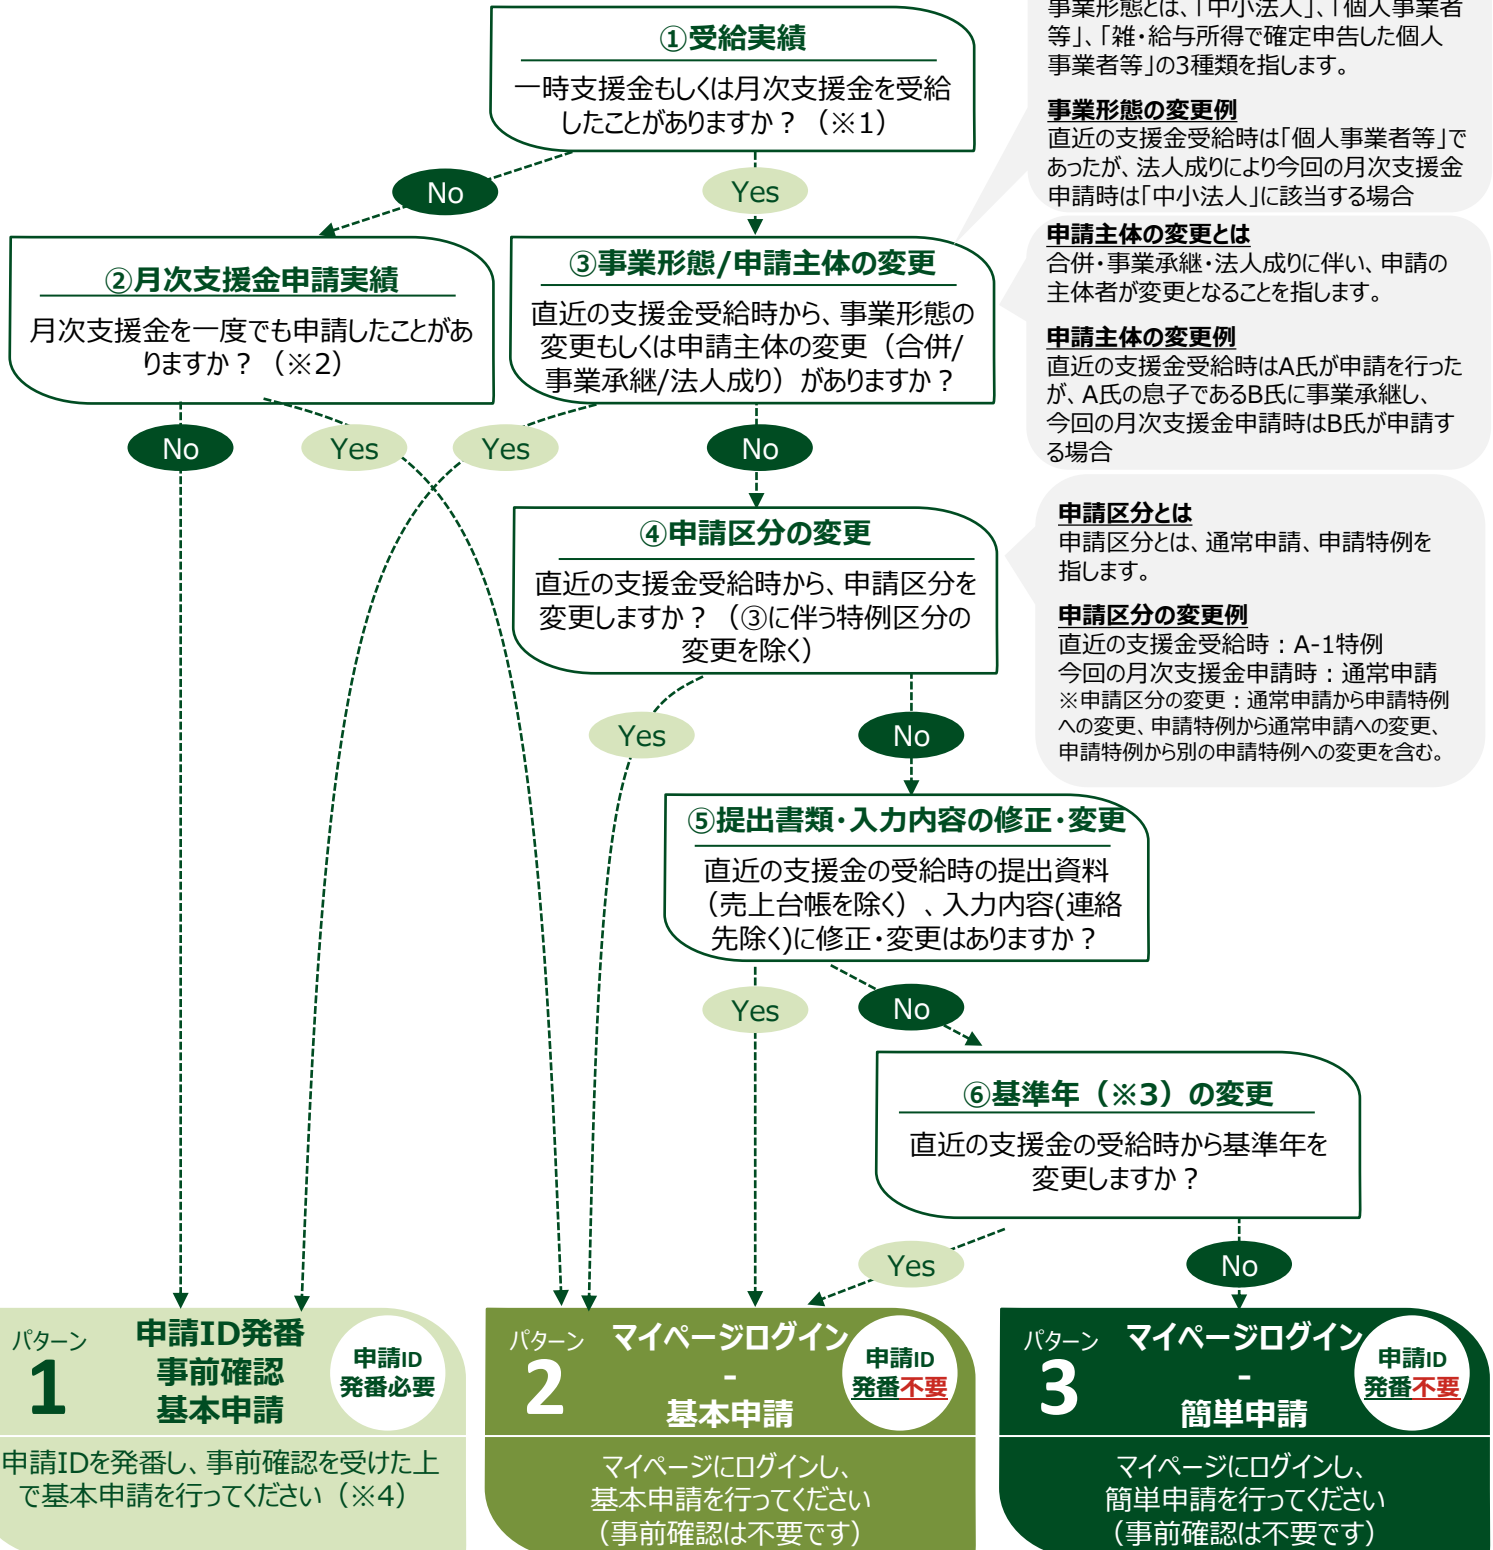 ①受給実績
一時支援金もしくは月次支援金を受給
したことがありますか？（※1）
No
Yes
②月次支援金申請実績
月次支援金を一度でも申請したことがあ
りますか？（※2）
③事業形態/申請主体の変更
直近の支援金受給時から、事業形態の
変更もしくは申請主体の変更（合併/
事業承継/法人成り）がありますか？
事業形態とは、「中小法人」、「個人事業者
等」、「雑・給与所得で確定申告した個人
事業者等」の3種類を指します。
事業形態の変更例
直近の支援金受給時は「個人事業者等」で
あったが、法人成りにより今回の月次支援金
申請時は「中小法人」に該当する場合
申請主体の変更とは
合併・事業承継・法人成りに伴い、申請の
主体者が変更となることを指します。
申請主体の変更例
直近の支援金受給時はA氏が申請を行った
が、A氏の息子であるB氏に事業承継し、
今回の月次支援金申請時はB氏が申請す
る場合
No
Yes
Yes
No
④申請区分の変更
直近の支援金受給時から、申請区分を
変更しますか？（③に伴う特例区分の
変更を除く）
申請区分とは
申請区分とは、通常申請、申請特例を
指します。
申請区分の変更例
直近の支援金受給時：A-1特例
今回の月次支援金申請時：通常申請
※申請区分の変更：通常申請から申請特例
への変更、申請特例から通常申請への変更、
申請特例から別の申請特例への変更を含む。
Yes
No
⑤提出書類・入力内容の修正・変更
直近の支援金の受給時の提出資料
（売上台帳を除く）、入力内容(連絡
先除く)に修正・変更はありますか？
Yes
No
⑥基準年（※3）の変更
直近の支援金の受給時から基準年を
変更しますか？
Yes
No
パターン
1
申請ID発番
事前確認
基本申請
申請ID
発番必要
申請IDを発番し、事前確認を受けた上
で基本申請を行ってください（※4）
パターン
2
マイページログイン
-
基本申請
申請ID
発番不要
マイページにログインし、
基本申請を行ってください
（事前確認は不要です）
パターン
3
マイページログイン
-
簡単申請
申請ID
発番不要
マイページにログインし、
簡単申請を行ってください
（事前確認は不要です）